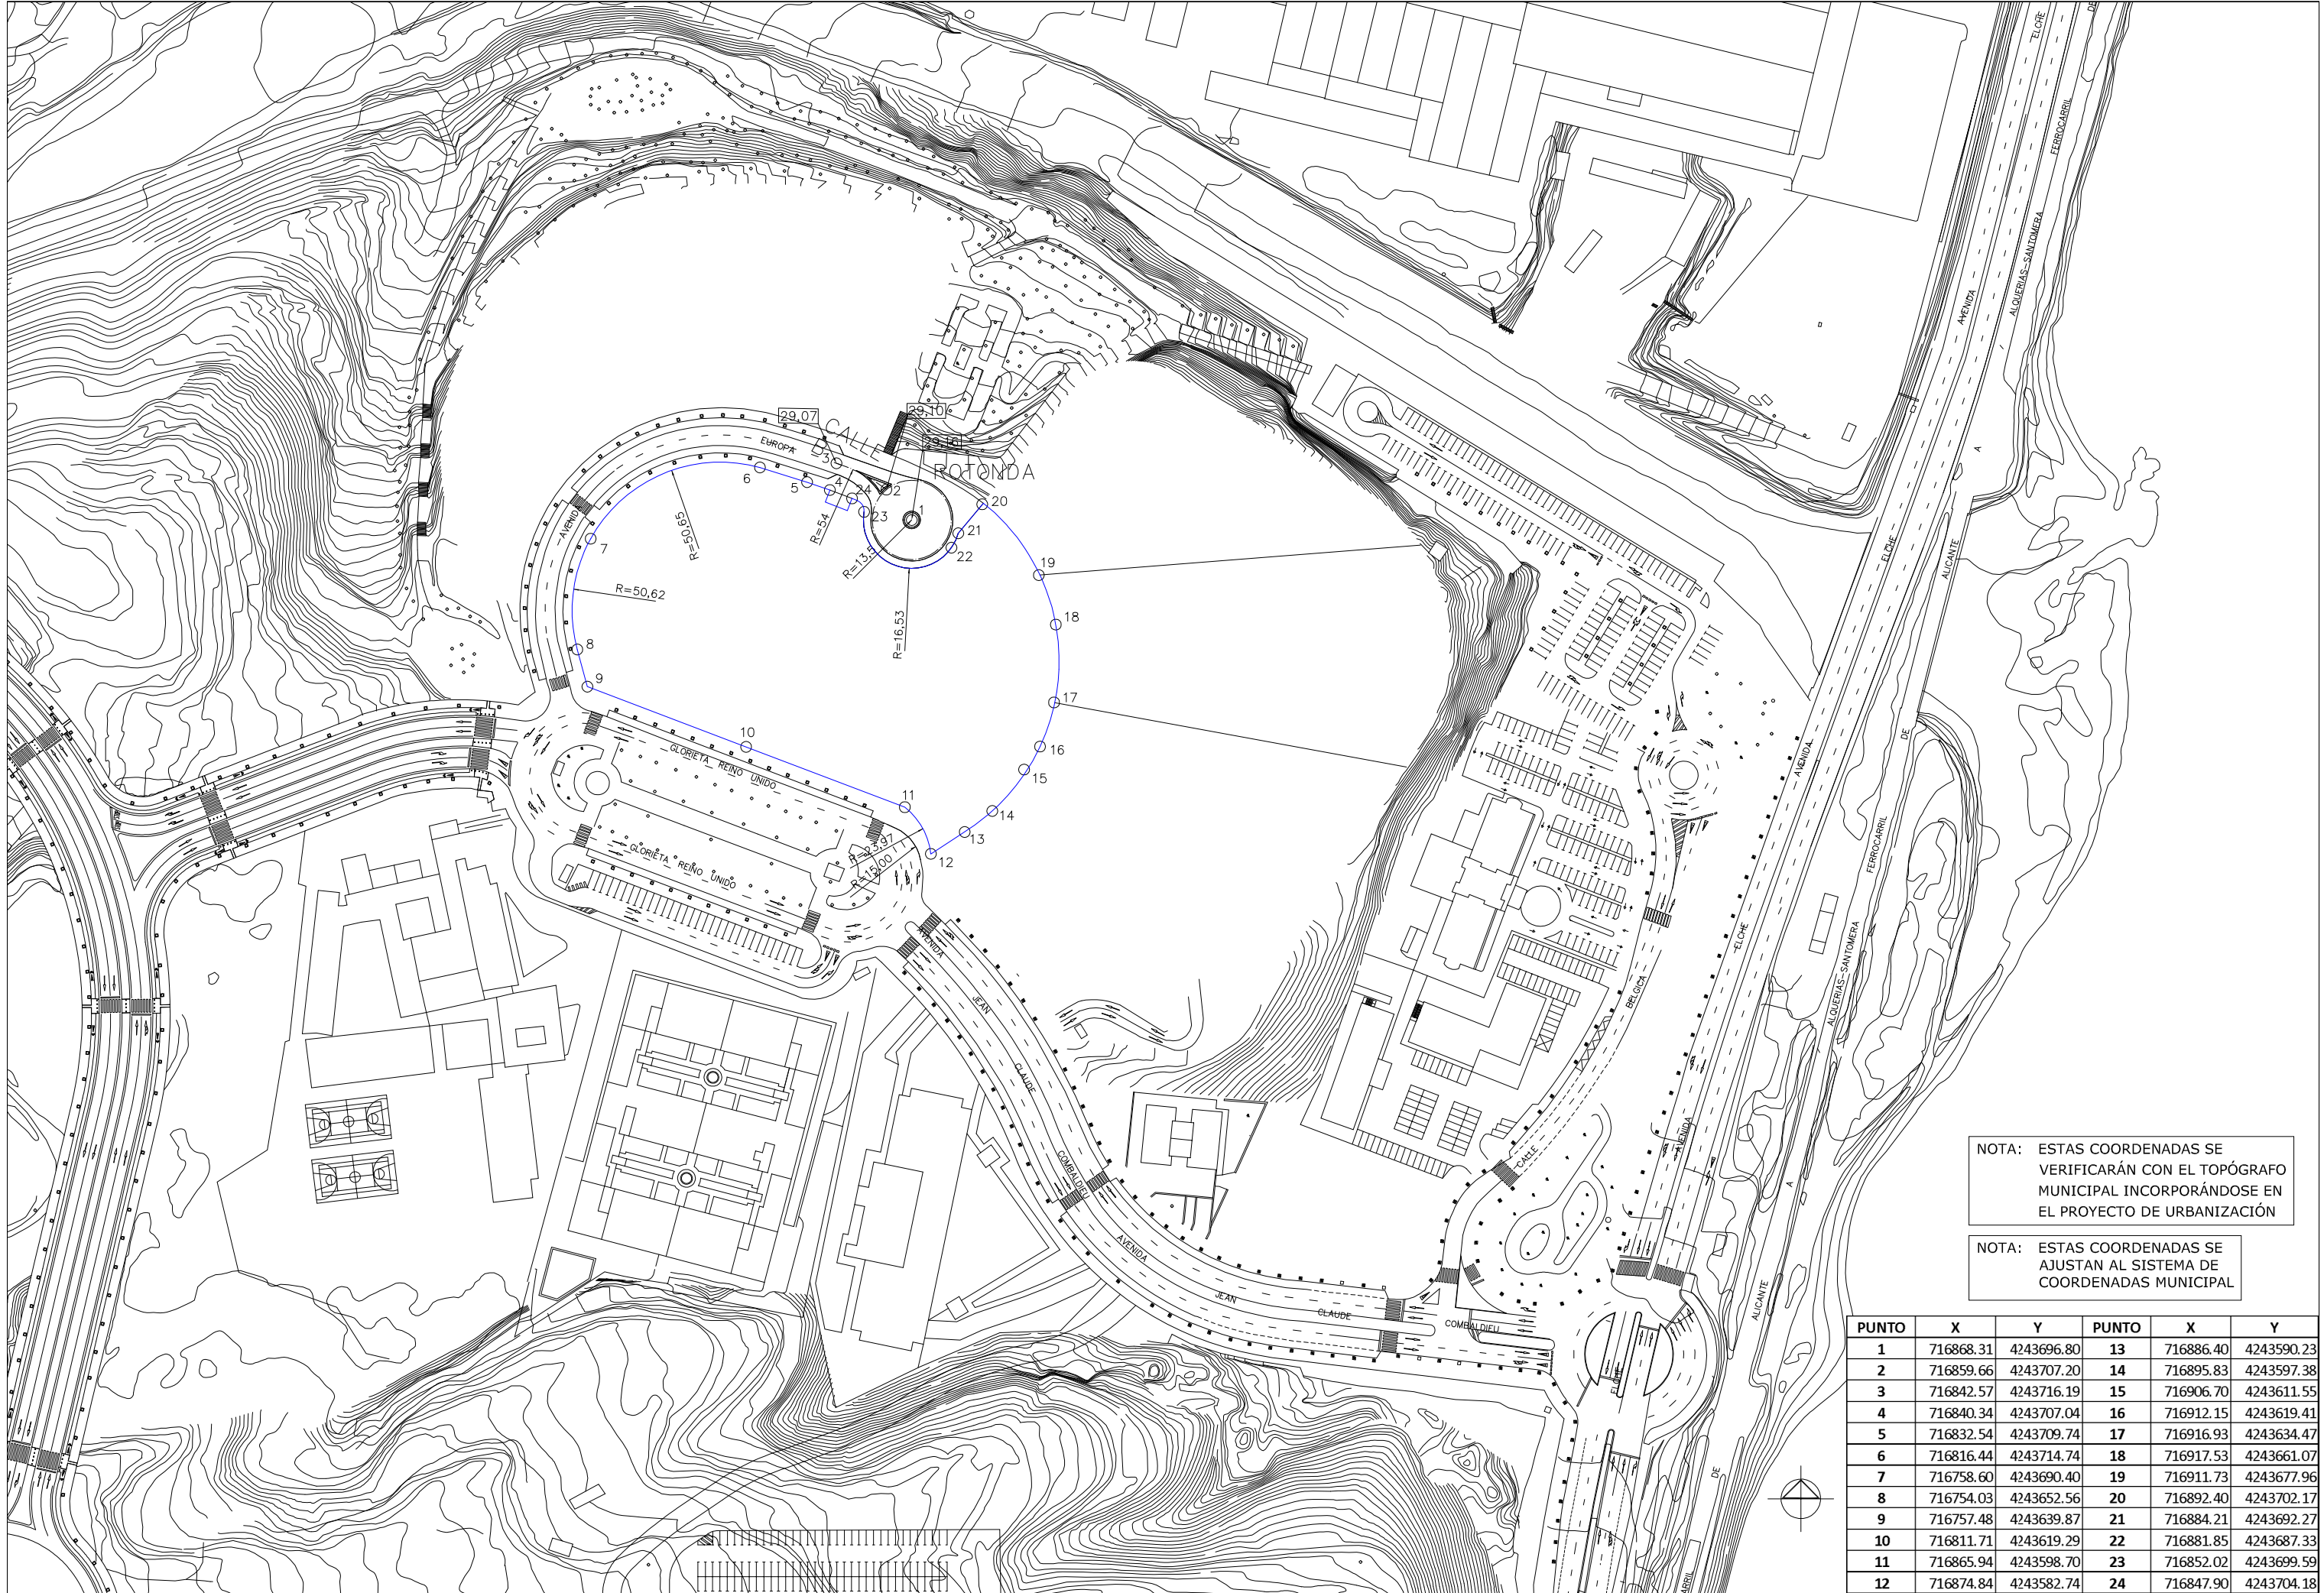 ELCHE
DE
FERROCARRIL
ALQUERIAS-SANTOMERA
AVENIDA
A
ELCHE
ALICANTE
DE
AVENIDA
FERROCARRIL
ELCHE
ALQUERIAS-SANTOMERA
A
AVENIDA
ALICANTE
DE
ELCHE
29,07
29,10
29,10
CALLE
ROTONDA
EUROPA
AVENIDA
3
6
5
4
24
2
20
23
1
21
22
7
19
18
8
9
17
10
16
15
11
14
13
12
R=50,65
R=54
R=13,5
R=50,62
R=16,53
R=23,97
R=15,00
GLORIETA REINO UNIDO
GLORIETA REINO UNIDO
AVENIDA
JEAN
CLAUDE
COMBALDIEU
AVENIDA
JEAN
CLAUDE
COMBALDIEU
BELGICA
CALLE
NOTA: ESTAS COORDENADAS SE
VERIFICARÁN CON EL TOPÓGRAFO
MUNICIPAL INCORPORÁNDOSE EN
EL PROYECTO DE URBANIZACIÓN
NOTA: ESTAS COORDENADAS SE
AJUSTAN AL SISTEMA DE
COORDENADAS MUNICIPAL
PUNTO X Y PUNTO X Y
1 716868.31 4243696.80 13 716886.40 4243590.23
2 716859.66 4243707.20 14 716895.83 4243597.38
3 716842.57 4243716.19 15 716906.70 4243611.55
4 716840.34 4243707.04 16 716912.15 4243619.41
5 716832.54 4243709.74 17 716916.93 4243634.47
6 716816.44 4243714.74 18 716917.53 4243661.07
7 716758.60 4243690.40 19 716911.73 4243677.96
8 716754.03 4243652.56 20 716892.40 4243702.17
9 716757.48 4243639.87 21 716884.21 4243692.27
10 716811.71 4243619.29 22 716881.85 4243687.33
11 716865.94 4243598.70 23 716852.02 4243699.59
12 716874.84 4243582.74 24 716847.90 4243704.18